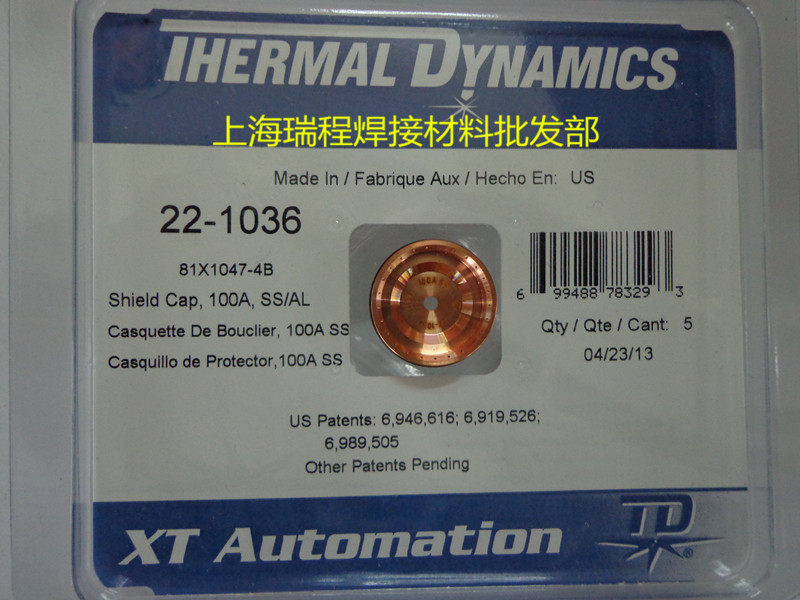 THERMAL DYNAMICS
上海瑞程焊接材料批发部
Made In / Fabrique Aux / Hecho En: US
22-1036
81X1047-4B
Shield Cap, 100A, SS/AL
Casquette De Bouclier, 100A SS
Casquillo de Protector,100A SS
100A
6 99488 78329 3
Qty / Qte / Cant: 5
04/23/13
US Patents: 6,946,616; 6,919,526;
6,989,505
Other Patents Pending
XT Automation
TD ®